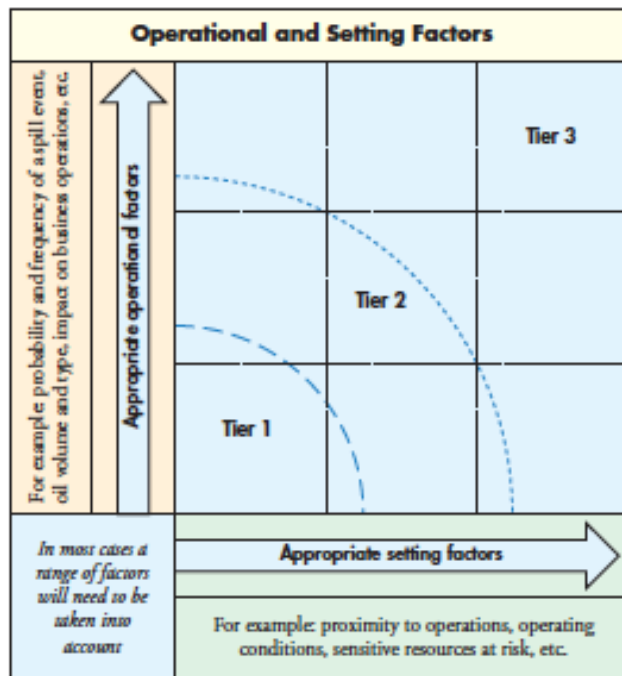 Operational and Setting Factors
For example: probability and frequency of a spill event,
oil volume and type, impact on business operations, etc.
Appropriate operational factors
Tier 3
Tier 2
Tier 1
In most cases a
range of factors
will need to be
taken into
account
Appropriate setting factors
For example: proximity to operations, operating
conditions, sensitive resources at risk, etc.